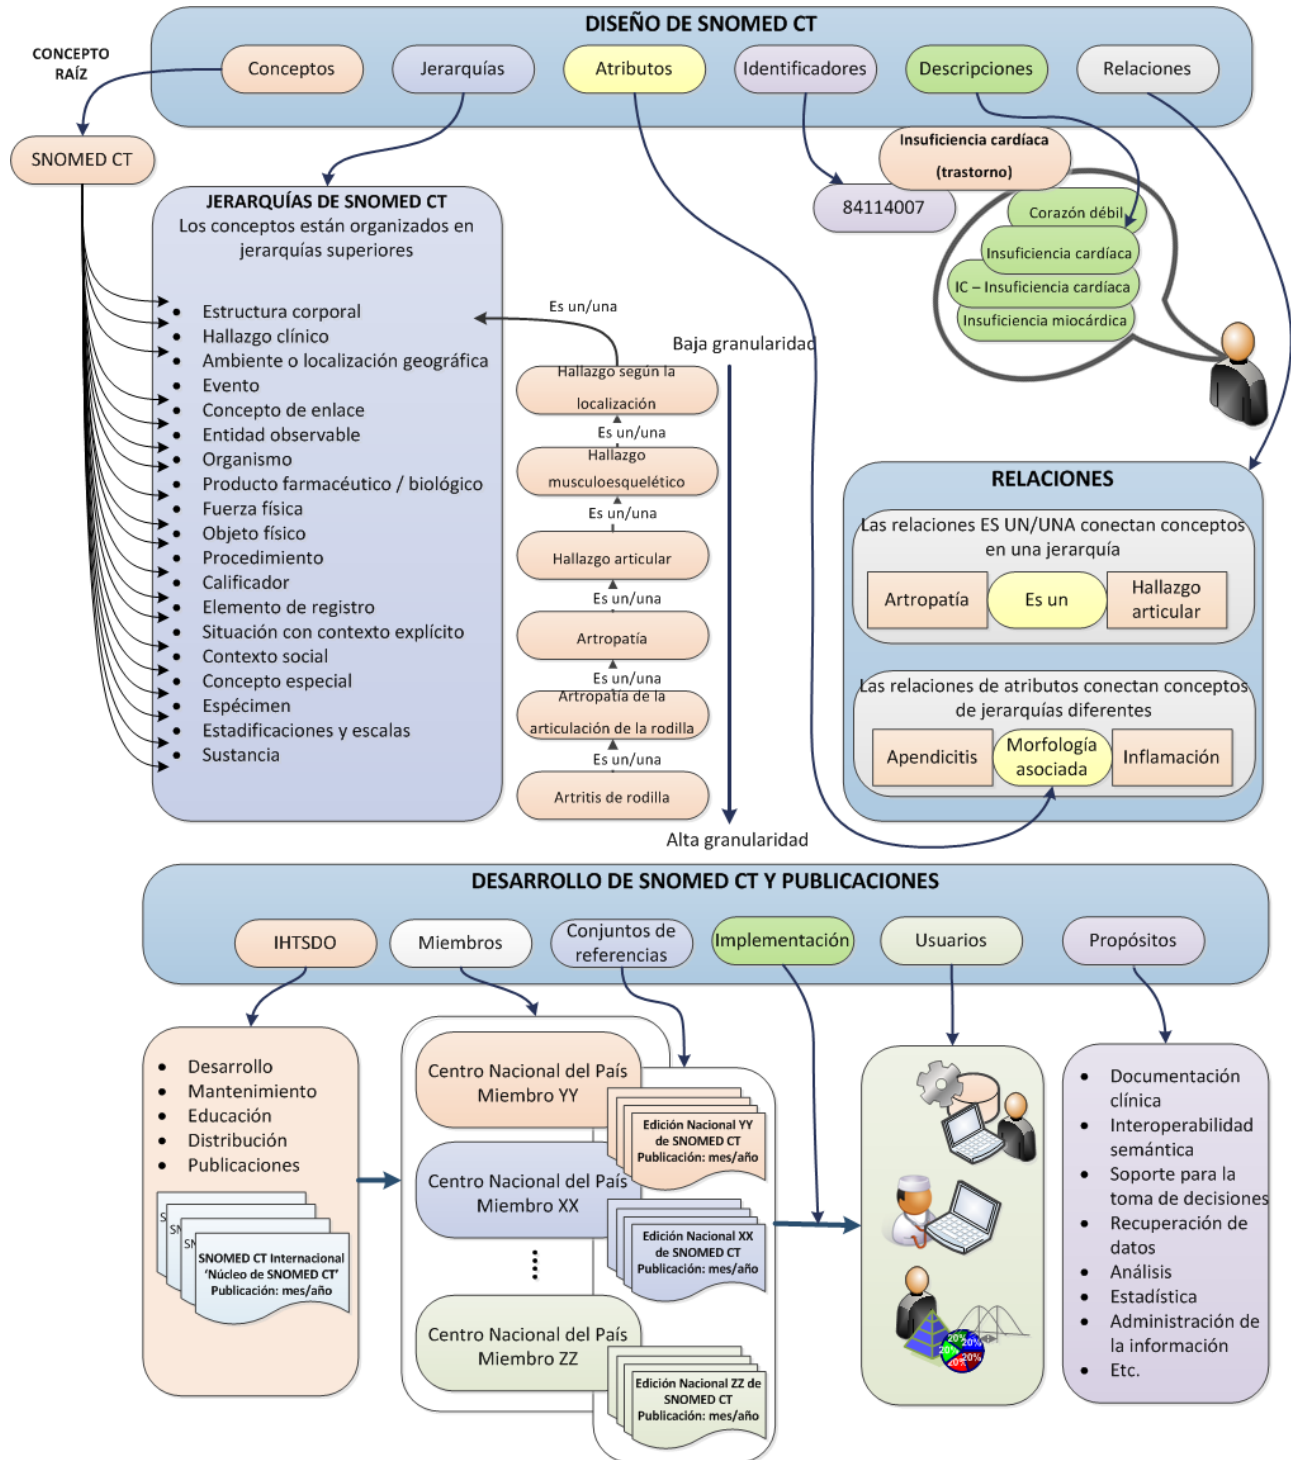 DISEÑO DE SNOMED CT
CONCEPTO
RAÍZ
Conceptos
Jerarquías
Atributos
Identificadores
Descripciones
Relaciones
SNOMED CT
Insuficiencia cardíaca
(trastorno)
84114007
Corazón débil
Insuficiencia cardíaca
IC – Insuficiencia cardíaca
Insuficiencia miocárdica
JERARQUÍAS DE SNOMED CT
Los conceptos están organizados en
jerarquías superiores
• Estructura corporal
• Hallazgo clínico
• Ambiente o localización geográfica
• Evento
• Concepto de enlace
• Entidad observable
• Organismo
• Producto farmacéutico / biológico
• Fuerza física
• Objeto físico
• Procedimiento
• Calificador
• Elemento de registro
• Situación con contexto explícito
• Contexto social
• Concepto especial
• Espécimen
• Estadificaciones y escalas
• Sustancia
Es un/una
Baja granularidad
Hallazgo según la
localización
Es un/una
Hallazgo
musculoesquelético
Es un/una
Hallazgo articular
Es un/una
Artropatía
Es un/una
Artropatía de la
articulación de la rodilla
Es un/una
Artritis de rodilla
Alta granularidad
RELACIONES
Las relaciones ES UN/UNA conectan conceptos
en una jerarquía
Artropatía
Es un
Hallazgo
articular
Las relaciones de atributos conectan conceptos
de jerarquías diferentes
Apendicitis
Morfología
asociada
Inflamación
DESARROLLO DE SNOMED CT Y PUBLICACIONES
IHTSDO
Miembros
Conjuntos de
referencias
Implementación
Usuarios
Propósitos
• Desarrollo
• Mantenimiento
• Educación
• Distribución
• Publicaciones
SNOMED CT Internacional
‘Núcleo de SNOMED CT’
Publicación: mes/año
Centro Nacional del País
Miembro YY
Edición Nacional YY
de SNOMED CT
Publicación: mes/año
Centro Nacional del País
Miembro XX
Edición Nacional XX
de SNOMED CT
Publicación: mes/año
Centro Nacional del País
Miembro ZZ
Edición Nacional ZZ de
SNOMED CT
Publicación: mes/año
20%
20%
20%
20%
20%
• Documentación
clínica
• Interoperabilidad
semántica
• Soporte para la
toma de decisiones
• Recuperación de
datos
• Análisis
• Estadística
• Administración de
la información
• Etc.